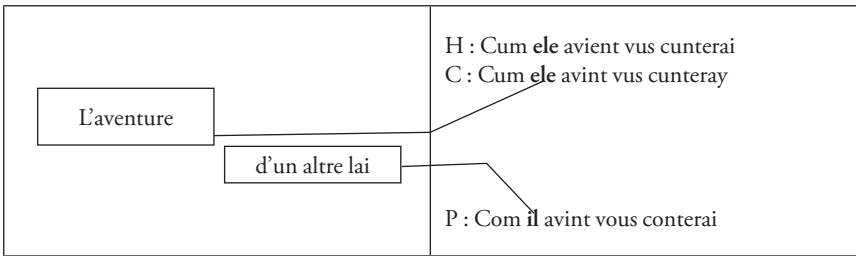 H : Cum ele avient vus cunterai
C : Cum ele avint vus cunteray
L'aventure
d'un altre lai
P : Com il avint vous conterai